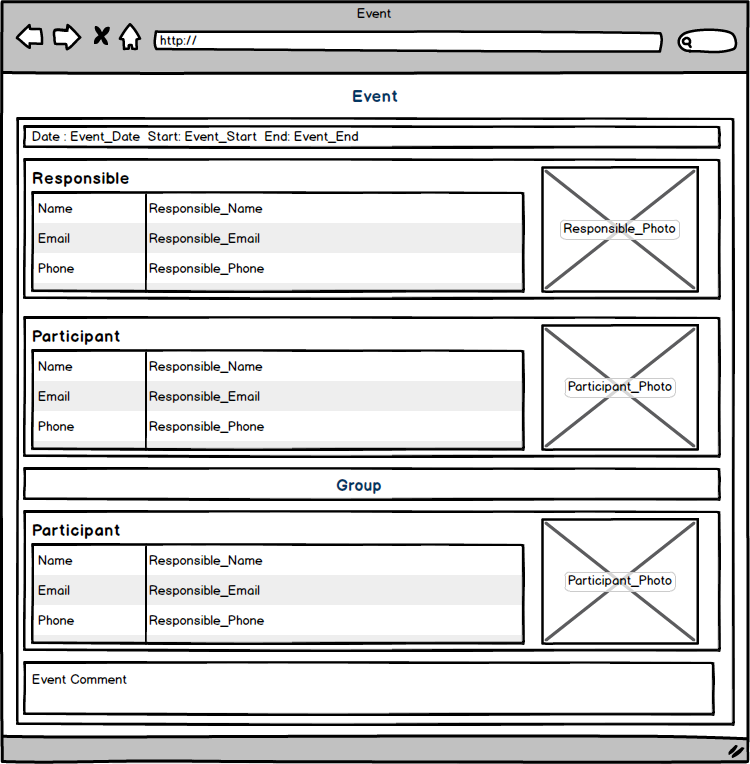 Event
http://
Event
Date : Event_Date  Start: Event_Start  End: Event_End
Responsible
Name Responsible_Name
Email Responsible_Email
Phone Responsible_Phone
Responsible_Photo
Participant
Name Responsible_Name
Email Responsible_Email
Phone Responsible_Phone
Participant_Photo
Group
Participant
Name Responsible_Name
Email Responsible_Email
Phone Responsible_Phone
Participant_Photo
Event Comment